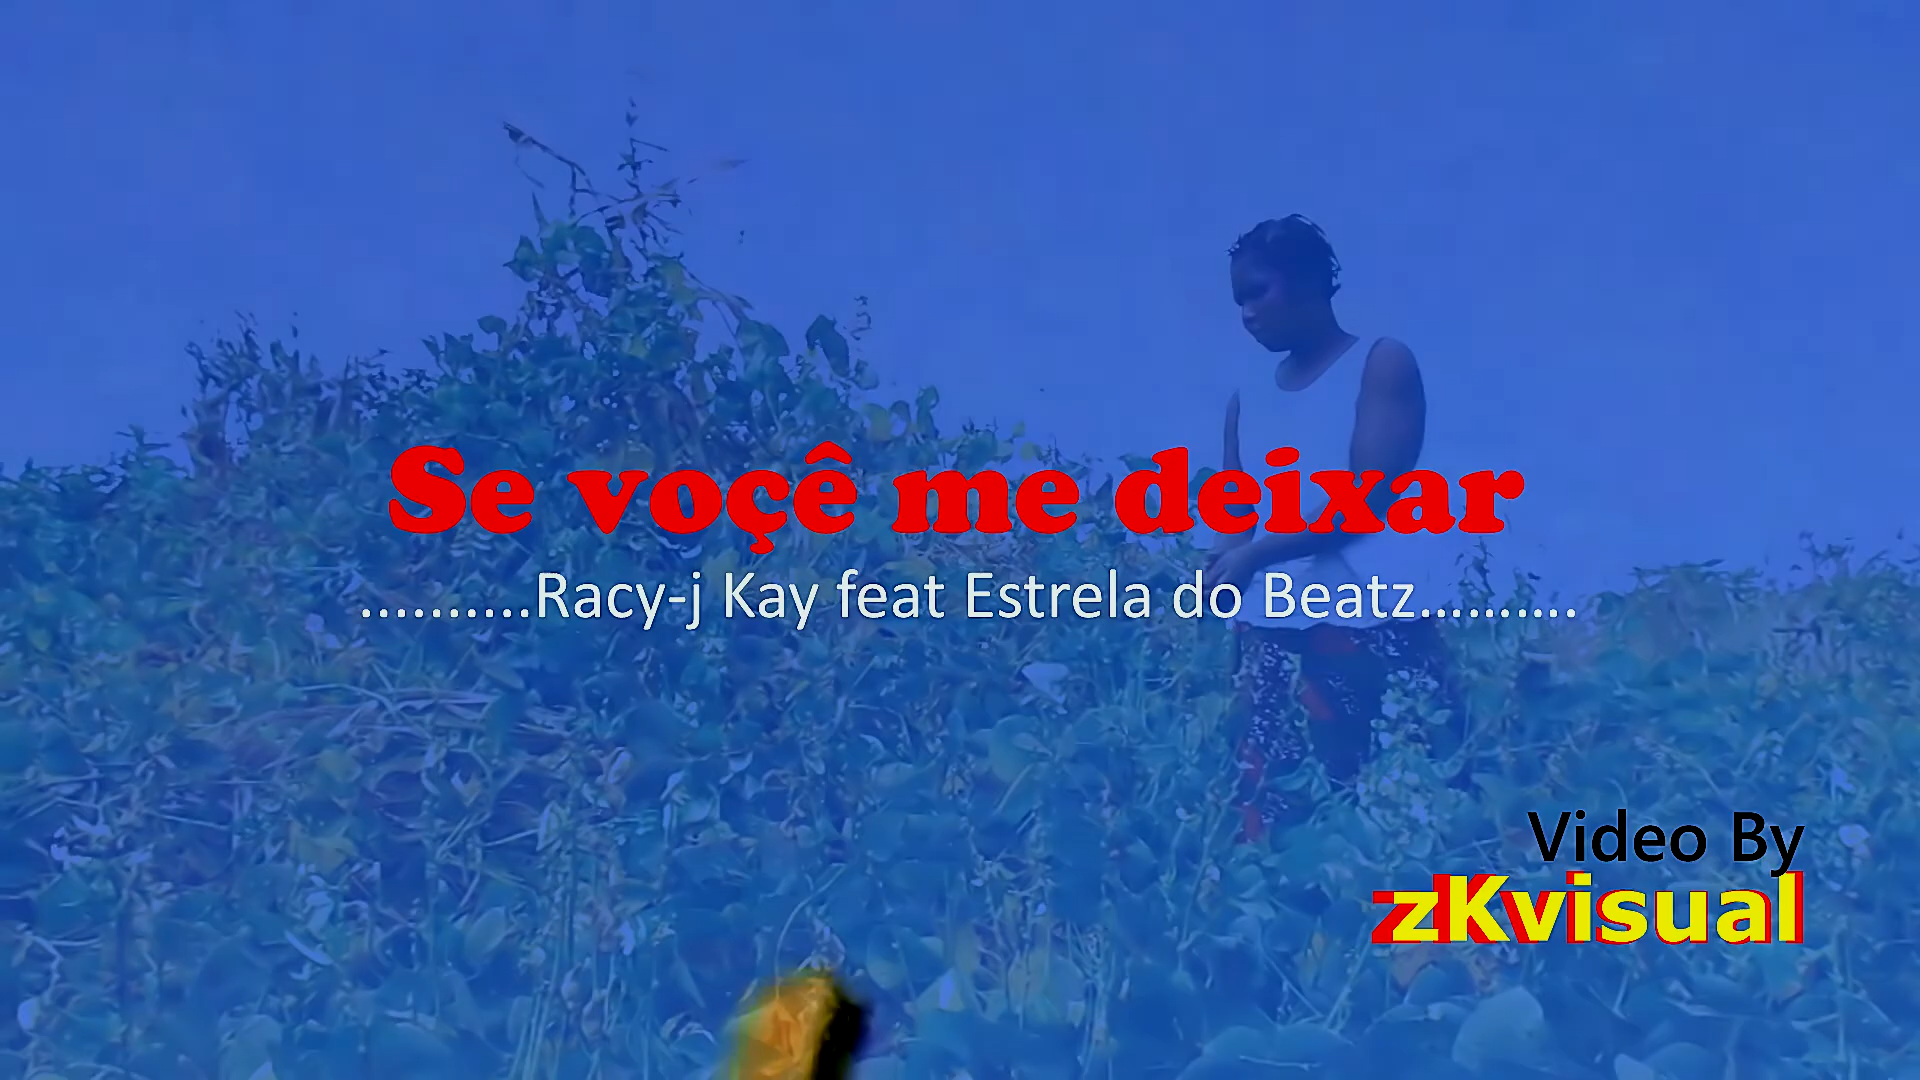 Se voçê me deixar
..........Racy-j Kay feat Estrela do Beatz..........
Video By
zKvisual